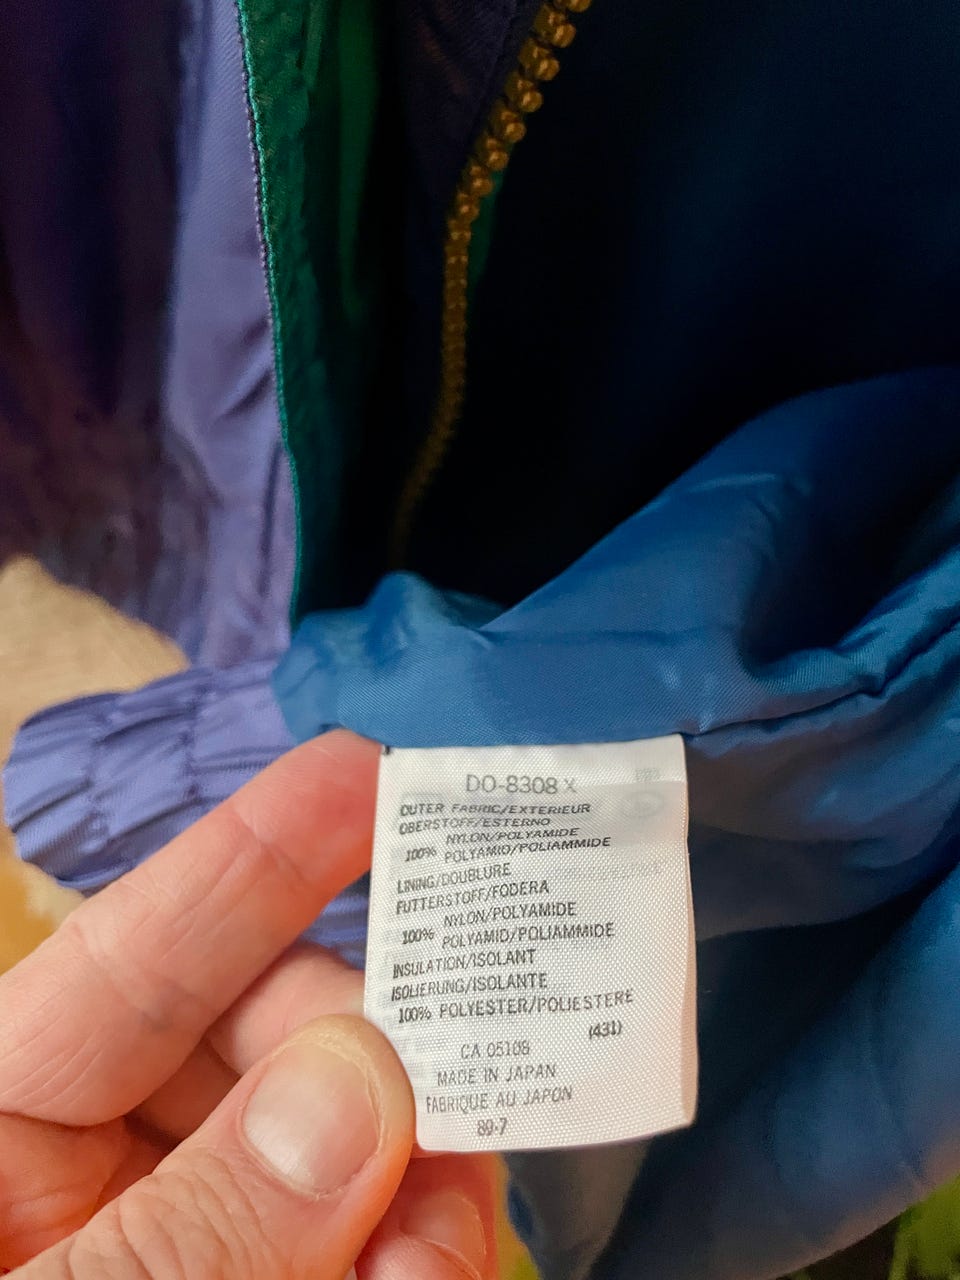 DO-8308 X
OUTER FABRIC/EXTERIEUR
OBERSTOFF/ESTERNO
NYLON/POLYAMIDE
100% POLYAMID/POLIAMMIDE
LINING/DOUBLURE
FUTTERSTOFF/FODERA
NYLON/POLYAMIDE
100% POLYAMID/POLIAMMIDE
INSULATION/ISOLANT
ISOLIERUNG/ISOLANTE
100% POLYESTER/POLIESTERE
(431)
CA 05108
MADE IN JAPAN
FABRIQUE AU JAPON
89-7